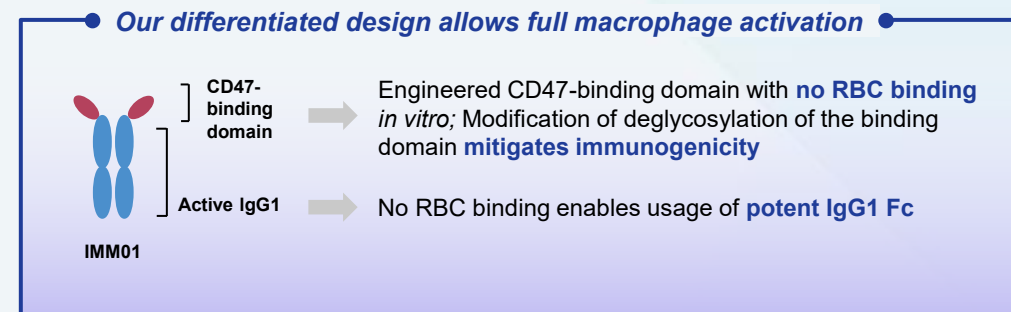 Our differentiated design allows full macrophage activation
CD47-
binding
domain
Engineered CD47-binding domain with no RBC binding
in vitro; Modification of deglycosylation of the binding
domain mitigates immunogenicity
Active IgG1
No RBC binding enables usage of potent IgG1 Fc
IMM01